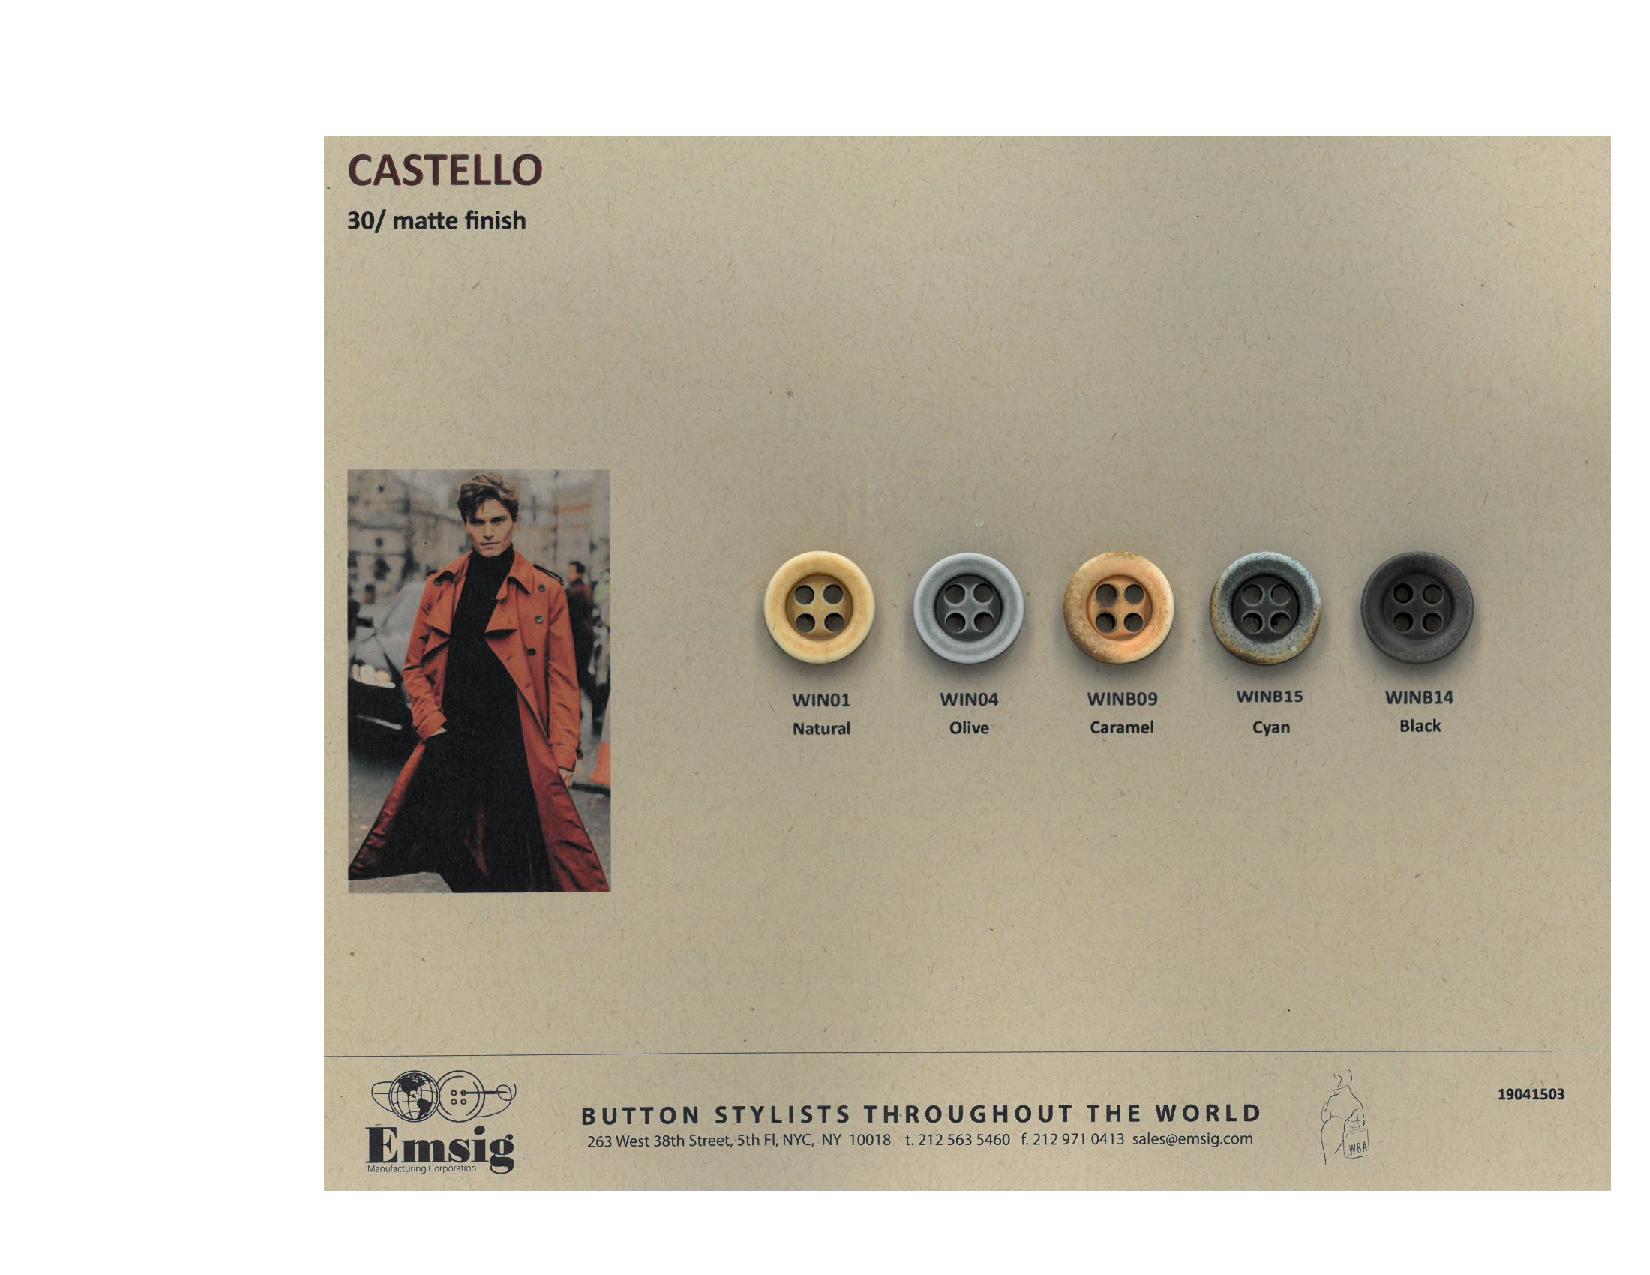 CASTELLO
30/ matte finish
WIN01 WIN04 WINB09 WINB15 WINB14
Natural Olive Caramel Cyan Black
19041503
BUTTON STYLISTS THROUGHOUT THE WORLD
263 West 38th Street, 5th Fl, NYC, NY 10018 t. 212 563 5460 f. 212 971 0413 sales@emsig.com
Emsig
Manufacturing Corporation
WBA